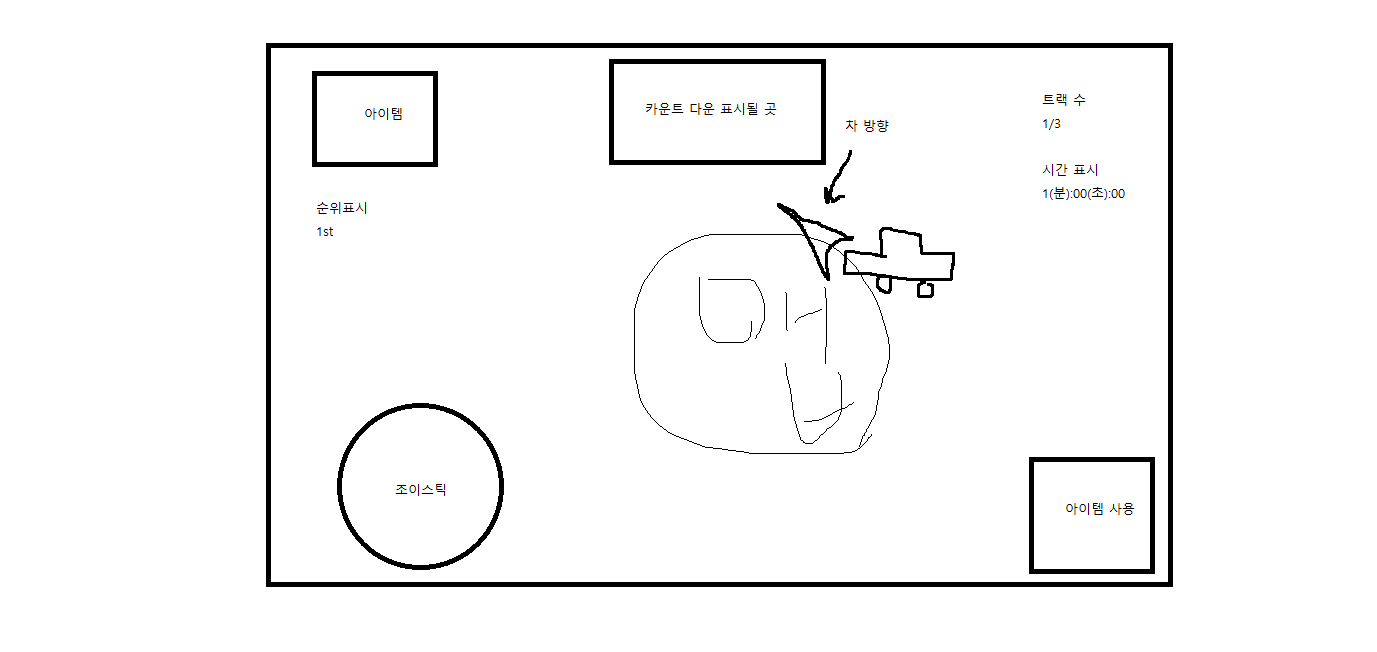 아이템
카운트 다운 표시될 곳
차 방향
트랙 수
1/3
시간 표시
1(분):00(초):00
순위표시
1st
조이스틱
아이템 사용